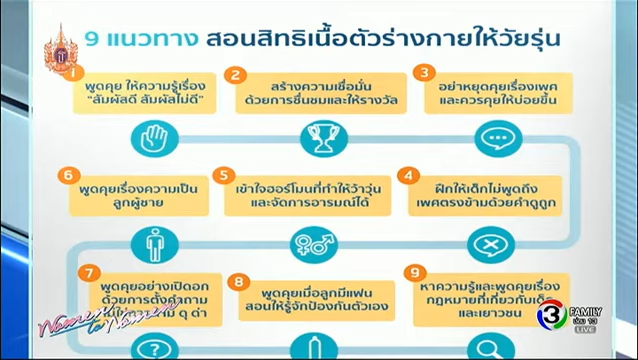 9 แนวทาง สอนสิทธิเนื้อตัวร่างกายให้วัยรุ่น
1
พูดคุย ให้ความรู้เรื่อง
"สัมผัสดี สัมผัสไม่ดี"
2
สร้างความเชื่อมั่น
ด้วยการชื่นชมและให้รางวัล
3
อย่าหยุดคุยเรื่องเพศ
และควรคุยให้บ่อยขึ้น
6
พูดคุยเรื่องความเป็น
ลูกผู้ชาย
5
เข้าใจฮอร์โมนที่ทำให้ว้าวุ่น
และจัดการอารมณ์ได้
4
ฝึกให้เด็กไม่พูดถึง
เพศตรงข้ามด้วยคำดูถูก
7
พูดคุยอย่างเปิดอก
ด้วยการตั้งคำถาม
ดุ ด่า
8
พูดคุยเมื่อลูกมีแฟน
สอนให้รู้จักป้องกันตัวเอง
9
หาความรู้และพูดคุยเรื่อง
กฎหมายที่เกี่ยวกับเด็ก
และเยาวชน
Women to Women
3 FAMILY
ช่อง 13
LIVE